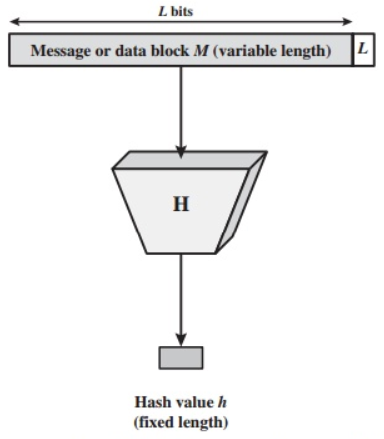 L bits
Message or data block M (variable length) L
H
Hash value h
(fixed length)